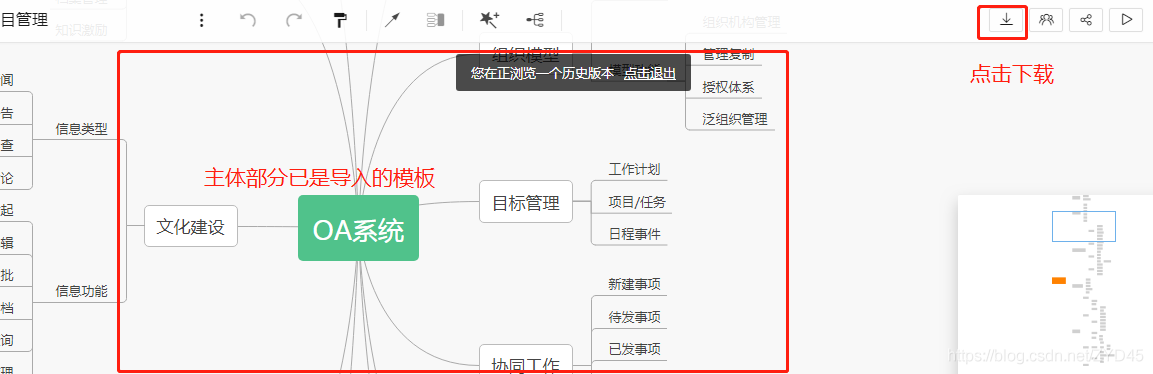 目管理
知识激励
组织机构管理
组织模型
管理复制
您在正浏览一个历史版本 点击退出
点击下载
闻
授权体系
告
信息类型
泛组织管理
查
主体部分已是导入的模板
工作计划
论
目标管理
项目/任务
起
文化建设
OA系统
日程事件
辑
批
信息功能
新建事项
档
待发事项
询
已发事项
协同工作
理